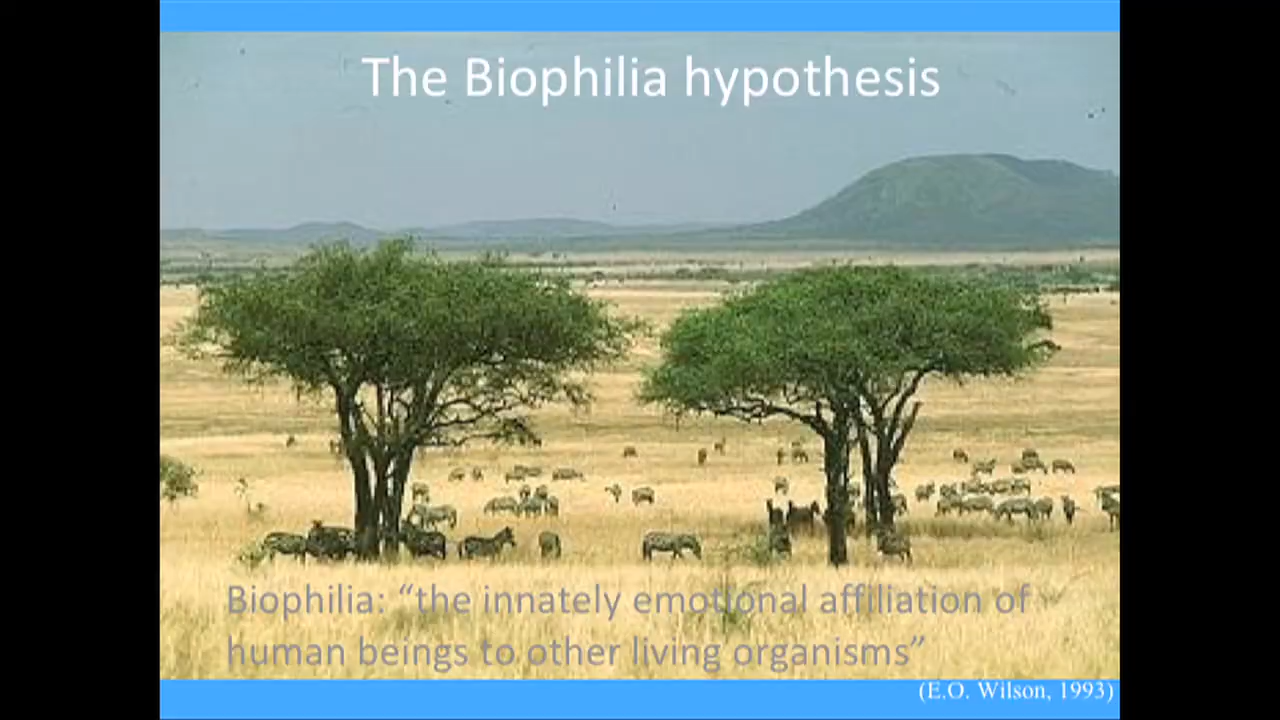 The Biophilia hypothesis
Biophilia: “the innately emotional affiliation of
human beings to other living organisms”
(E.O. Wilson, 1993)